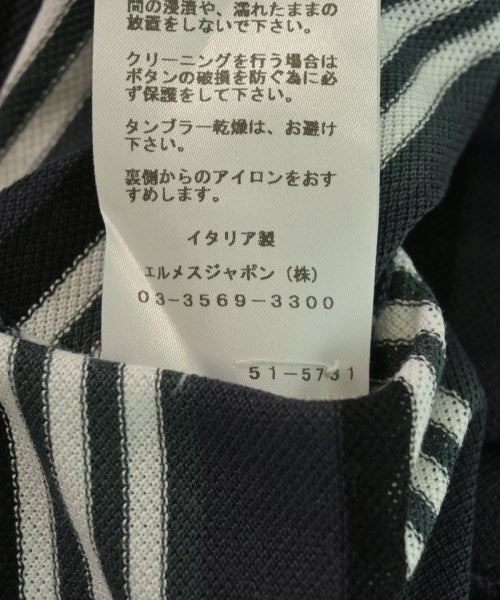 間の浸漬や、濡れたままの
放置をしないで下さい。
クリーニングを行う場合は
ボタンの破損を防ぐ為に必
ず保護をして下さい。
タンブラー乾燥は、お避け
下さい。
裏側からのアイロンをおす
すめします。
イタリア製
エルメスジャポン（株）
０３－３５６９－３３００
５１－５７３１